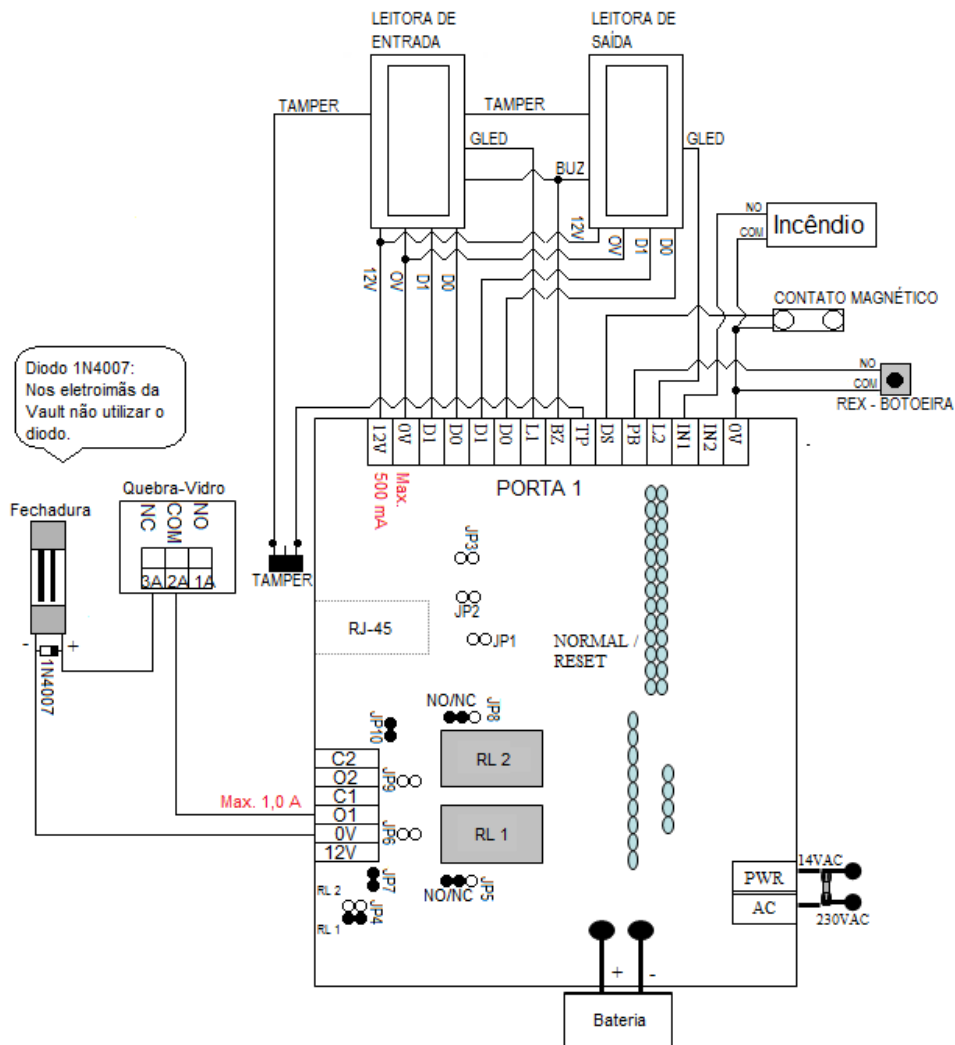 LEITORA DE
ENTRADA
LEITORA DE
SAÍDA
TAMPER
TAMPER
GLED
GLED
BUZ
NO
COM
Incêndio
12V
0V
D1
D0
12V
0V
D1
D0
CONTATO MAGNÉTICO
NO
COM
REX - BOTOEIRA
Diodo 1N4007:
Nos eletroimãs da
Vault não utilizar o
diodo.
12V
0V
D1
D0
D1
D0
L1
BZ
TP
DS
PB
L2
IN1
IN2
0V
Max.
500 mA
PORTA 1
Fechadura
Quebra-Vidro
NC
COM
NO
3A
2A
1A
TAMPER
- +
1N4007
JP3
JP2
JP1
RJ-45
NORMAL /
RESET
NO/NC
JP8
JP10
RL 2
C2
O2
C1
O1
0V
12V
JP9
JP6
Max. 1,0 A
RL 1
NO/NC
JP5
JP7
RL 2
JP4
RL 1
14VAC
PWR
AC
230VAC
+ -
Bateria